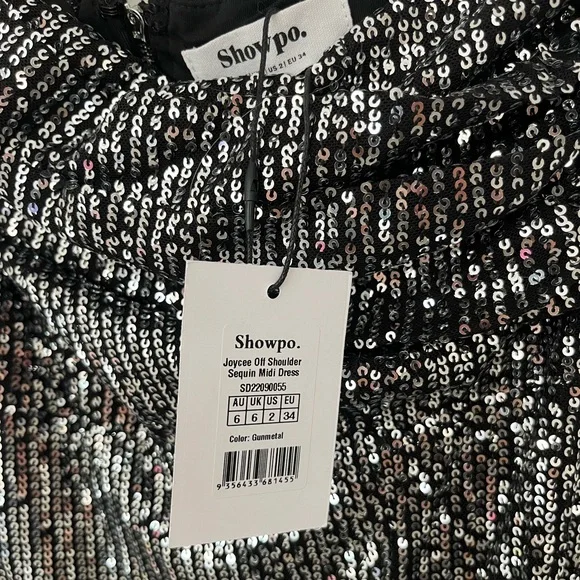 Showpo.
US 2 | EU 34
Showpo.
Joycee Off Shoulder
Sequin Midi Dress
SD22090055
AU UK US EU
6 6 2 34
Color: Gunmetal
9 356433 681455